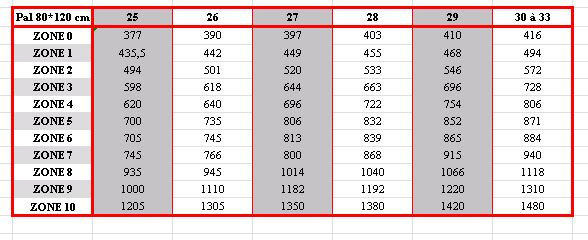 Pal 80*120 cm 25 26 27 28 29 30 à 33
ZONE 0 377 390 397 403 410 416
ZONE 1 435,5 442 449 455 468 494
ZONE 2 494 501 520 533 546 572
ZONE 3 598 618 644 663 696 728
ZONE 4 620 640 696 722 754 806
ZONE 5 700 735 806 832 852 871
ZONE 6 705 745 813 839 865 884
ZONE 7 745 766 800 868 915 940
ZONE 8 935 945 1014 1040 1066 1118
ZONE 9 1000 1110 1182 1192 1220 1310
ZONE 10 1205 1305 1350 1380 1420 1480